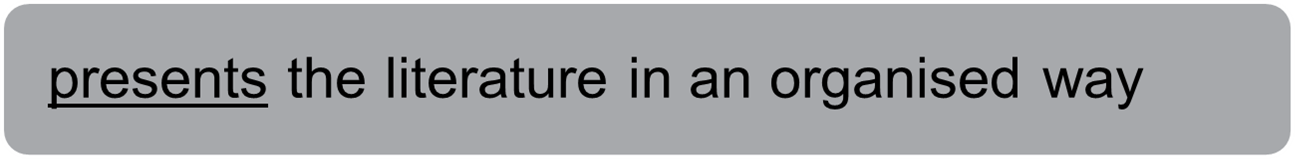 presents the literature in an organised way